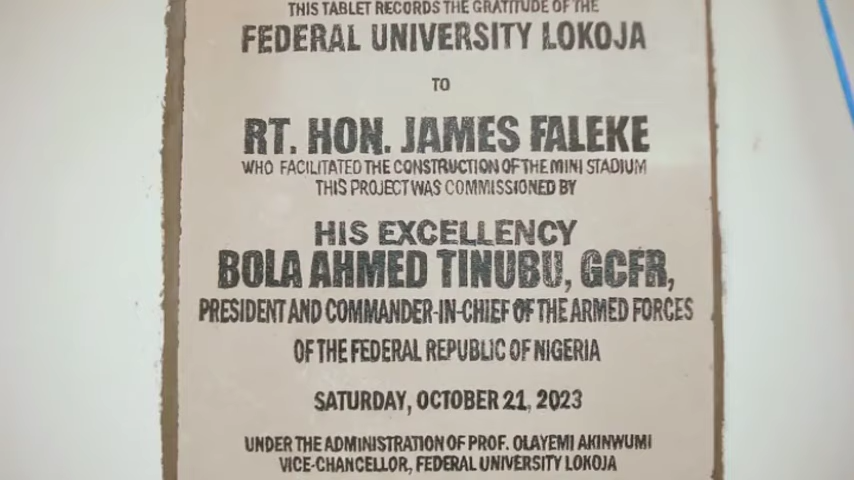 THIS TABLET RECORDS THE GRATITUDE OF THE
FEDERAL UNIVERSITY LOKOJA
TO
RT. HON. JAMES FALEKE
WHO FACILITATED THE CONSTRUCTION OF THE MINI STADIUM
THIS PROJECT WAS COMMISSIONED BY
HIS EXCELLENCY
BOLA AHMED TINUBU, GCFR,
PRESIDENT AND COMMANDER-IN-CHIEF OF THE ARMED FORCES
OF THE FEDERAL REPUBLIC OF NIGERIA
SATURDAY, OCTOBER 21, 2023
UNDER THE ADMINISTRATION OF PROF. OLAYEMI AKINWUMI
VICE-CHANCELLOR, FEDERAL UNIVERSITY LOKOJA